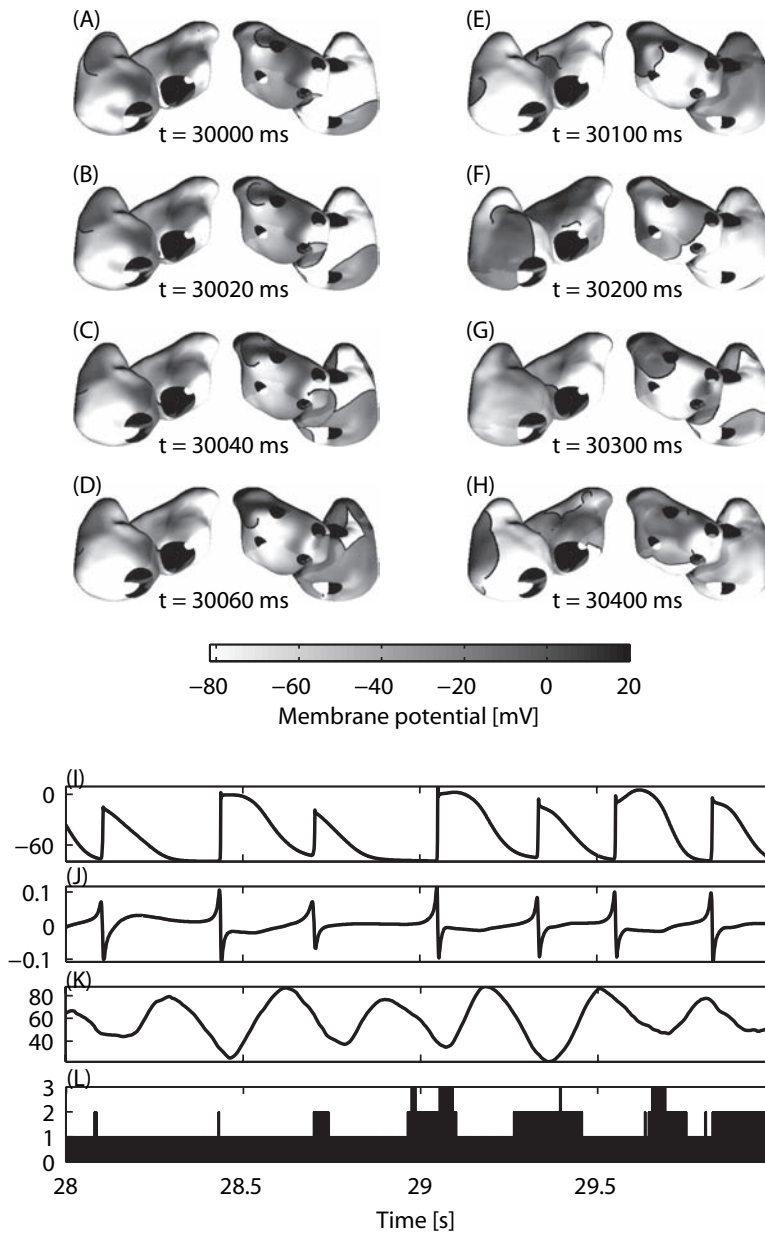 (A)
t = 30000 ms
(B)
t = 30020 ms
(C)
t = 30040 ms
(D)
t = 30060 ms
(E)
t = 30100 ms
(F)
t = 30200 ms
(G)
t = 30300 ms
(H)
t = 30400 ms
−80 −60 −40 −20 0 20
Membrane potential [mV]
(I)
0
−60
(J)
0.1
0
−0.1
(K)
80
60
40
(L)
3
2
1
0
28 28.5 29 29.5
Time [s]